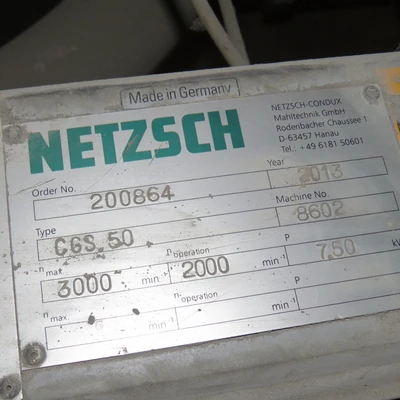 Made in Germany
NETZSCH
NETZSCH-CONDUX
Mahltechnik GmbH
Rodenbacher Chaussee 1
D-63457 Hanau
Tel.: +49 6181 50601
Order No. Year
200864 2013
Type Machine No.
CGS 50 8602
n max. n operation P
3000 min-1 2000 min-1 7,50 kW
n max. n operation P
min-1 min-1